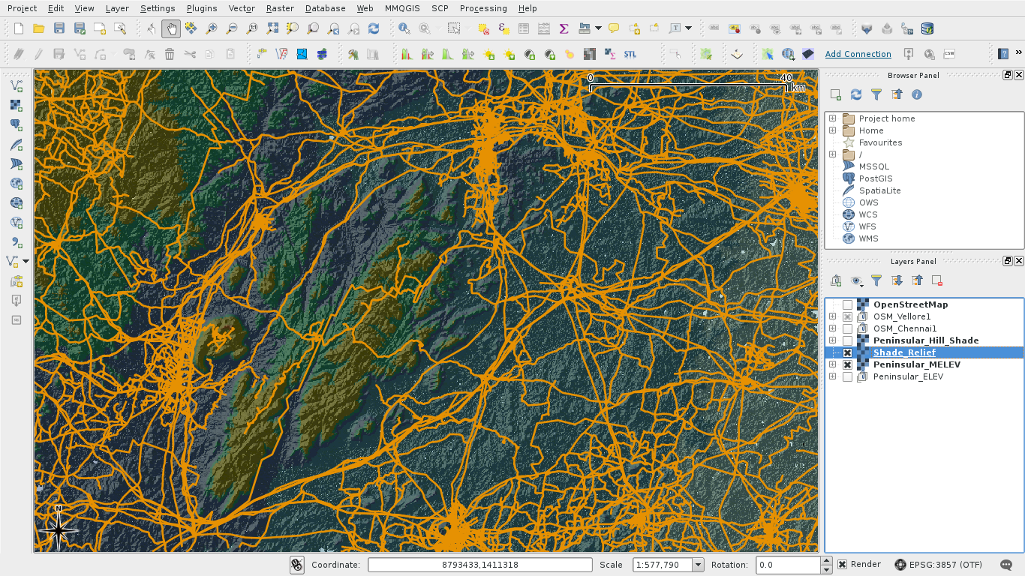 Project Edit View Layer Settings Plugins Vector Raster Database Web MMQGIS SCP Processing Help
STL
Add Connection
CSW
0 40
km
N
Browser Panel
Project home
Home
Favourites
/
MSSQL
PostGIS
SpatiaLite
OWS
WCS
WFS
WMS
Layers Panel
OpenStreetMap
OSM_Vellore1
OSM_Chennai1
Peninsular_Hill_Shade
Shade_Relief
Peninsular_MELEV
Peninsular_ELEV
Coordinate: 8793433,1411318 Scale 1:577,790 Rotation: 0.0 Render EPSG:3857 (OTF)